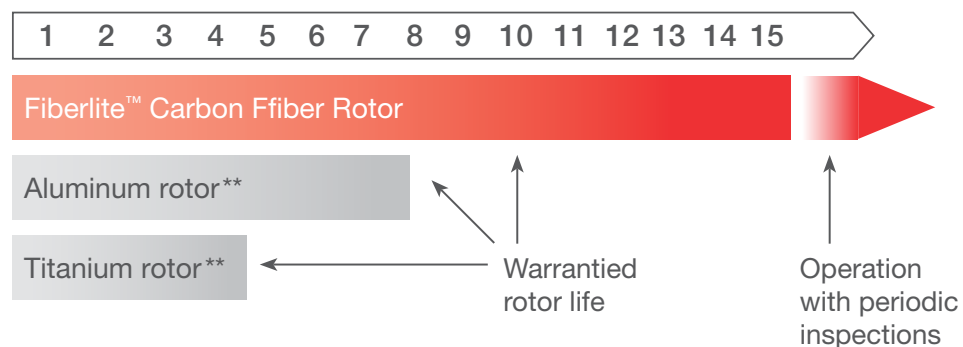 1 2 3 4 5 6 7 8 9 10 11 12 13 14 15
Fiberlite™ Carbon Ffiber Rotor
Aluminum rotor**
Titanium rotor**
Warrantied
rotor life
Operation
with periodic
inspections